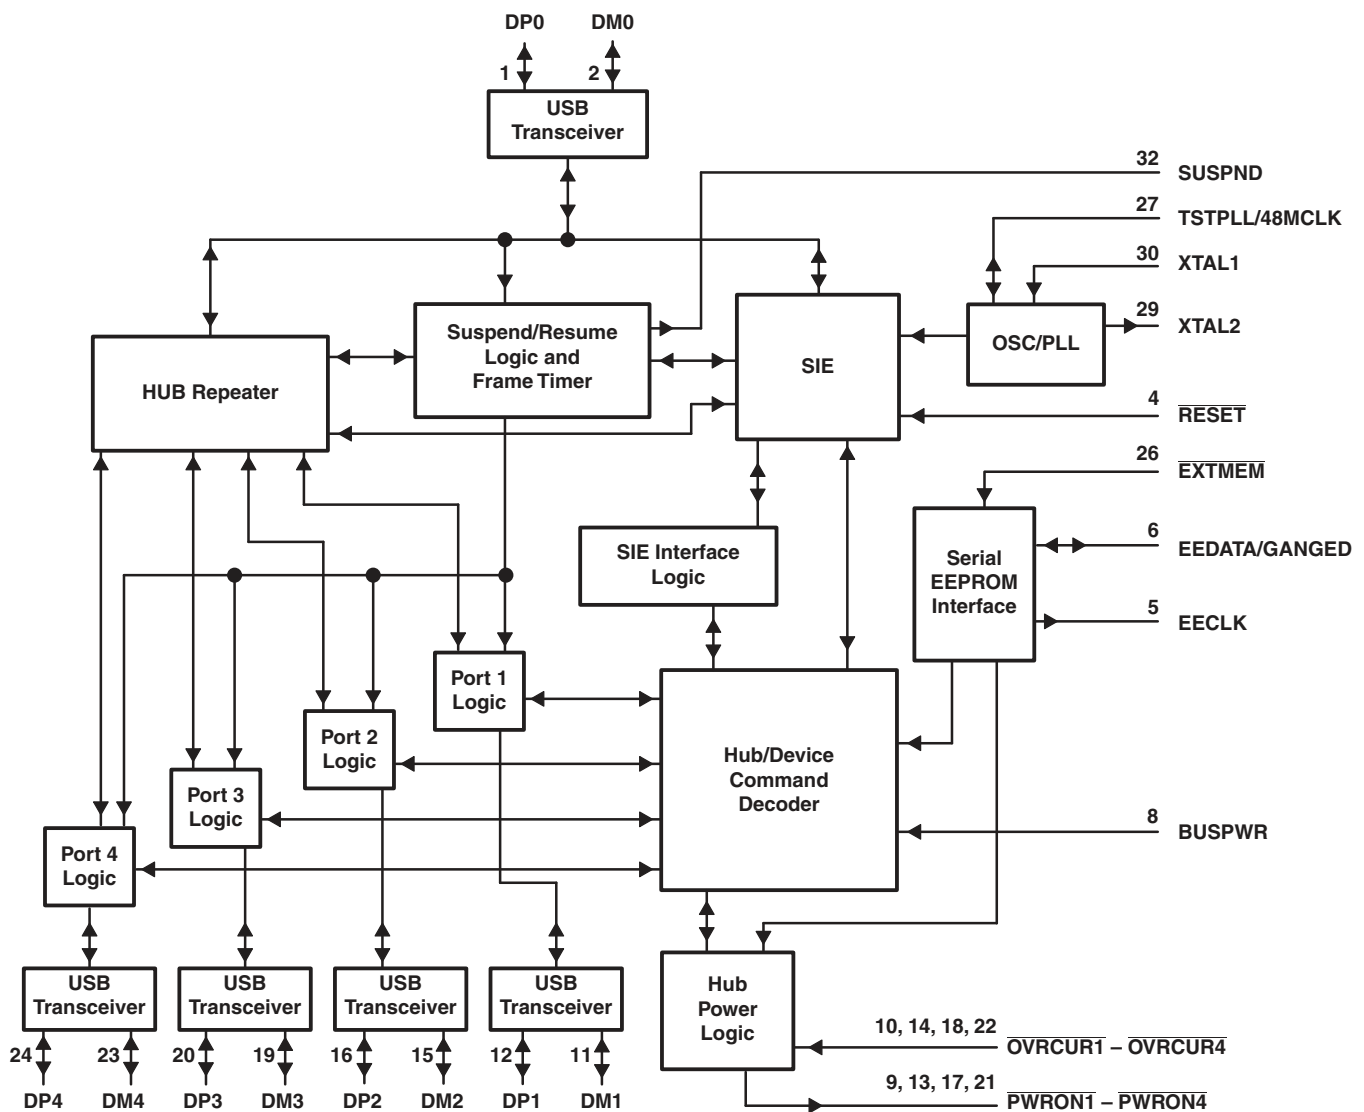 DP0 DM0
1 2
USB
Transceiver
32 SUSPND
27 TSTPLL/48MCLK
30 XTAL1
29 XTAL2
Suspend/Resume
Logic and
Frame Timer
SIE
OSC/PLL
HUB Repeater
4 RESET
26 EXTMEM
SIE Interface
Logic
Serial
EEPROM
Interface
6 EEDATA/GANGED
5 EECLK
Port 1
Logic
Port 2
Logic
Port 3
Logic
Port 4
Logic
Hub/Device
Command
Decoder
8 BUSPWR
USB
Transceiver
USB
Transceiver
USB
Transceiver
USB
Transceiver
Hub
Power
Logic
10, 14, 18, 22
OVRCUR1 – OVRCUR4
9, 13, 17, 21
PWRON1 – PWRON4
24 23 20 19 16 15 12 11
DP4 DM4 DP3 DM3 DP2 DM2 DP1 DM1